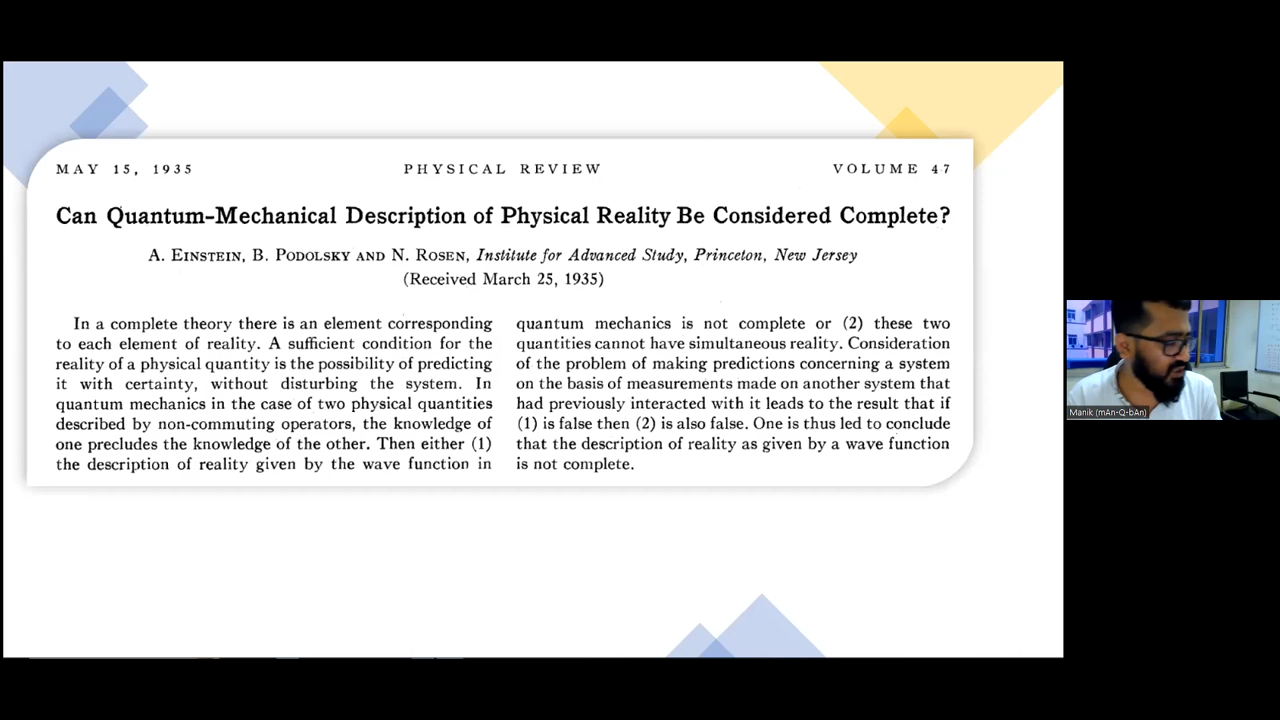 MAY 15, 1935 PHYSICAL REVIEW VOLUME 47
Can Quantum-Mechanical Description of Physical Reality Be Considered Complete?
A. EINSTEIN, B. PODOLSKY AND N. ROSEN, Institute for Advanced Study, Princeton, New Jersey
(Received March 25, 1935)
In a complete theory there is an element corresponding
to each element of reality. A sufficient condition for the
reality of a physical quantity is the possibility of predicting
it with certainty, without disturbing the system. In
quantum mechanics in the case of two physical quantities
described by non-commuting operators, the knowledge of
one precludes the knowledge of the other. Then either (1)
the description of reality given by the wave function in
quantum mechanics is not complete or (2) these two
quantities cannot have simultaneous reality. Consideration
of the problem of making predictions concerning a system
on the basis of measurements made on another system that
had previously interacted with it leads to the result that if
(1) is false then (2) is also false. One is thus led to conclude
that the description of reality as given by a wave function
is not complete.
Manik (mAn-Q-bAn)